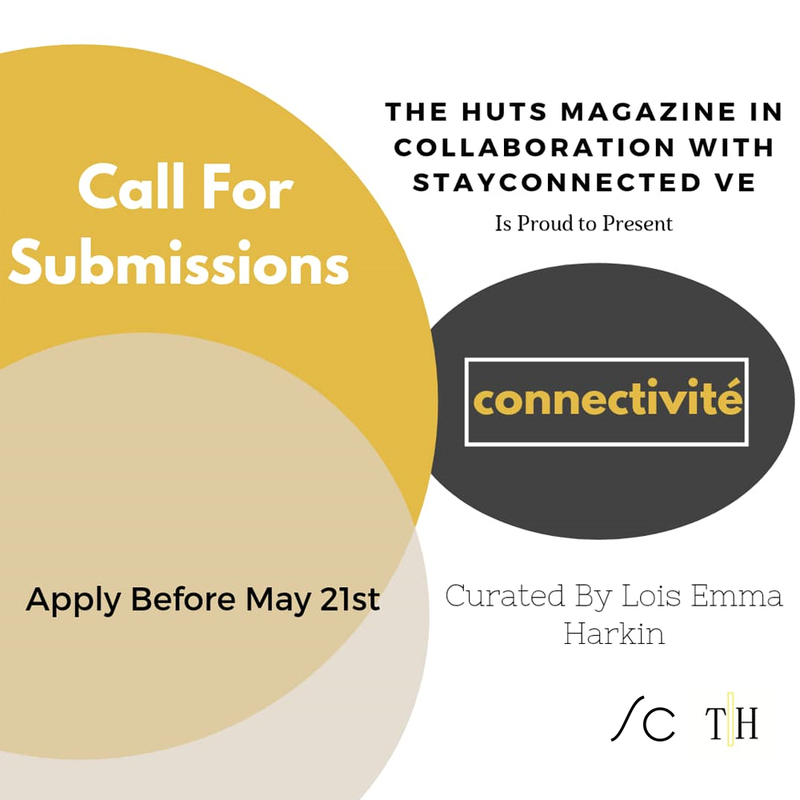 Call For
Submissions
THE HUTS MAGAZINE IN
COLLABORATION WITH
STAYCONNECTED VE
Is Proud to Present
connectivité
Apply Before May 21st
Curated By Lois Emma
Harkin
SC
TH